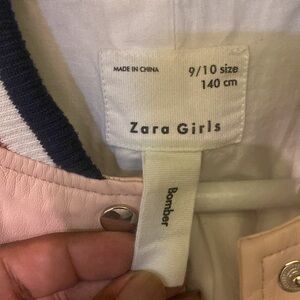 MADE IN CHINA
9/10 size
140 cm
Zara Girls
Bomber